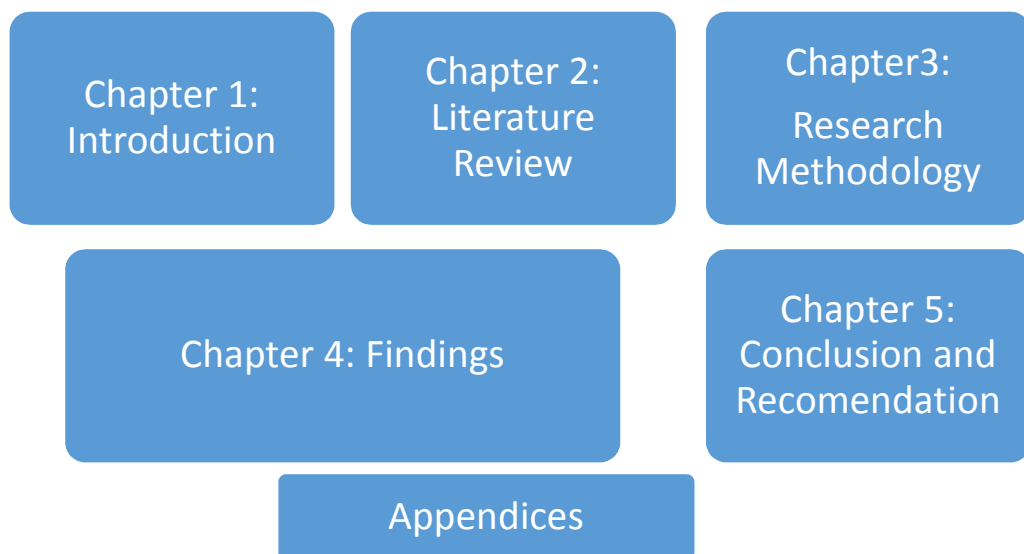 Chapter 1:
Introduction
Chapter 2:
Literature
Review
Chapter3:
Research
Methodology
Chapter 4: Findings
Chapter 5:
Conclusion and
Recomendation
Appendices